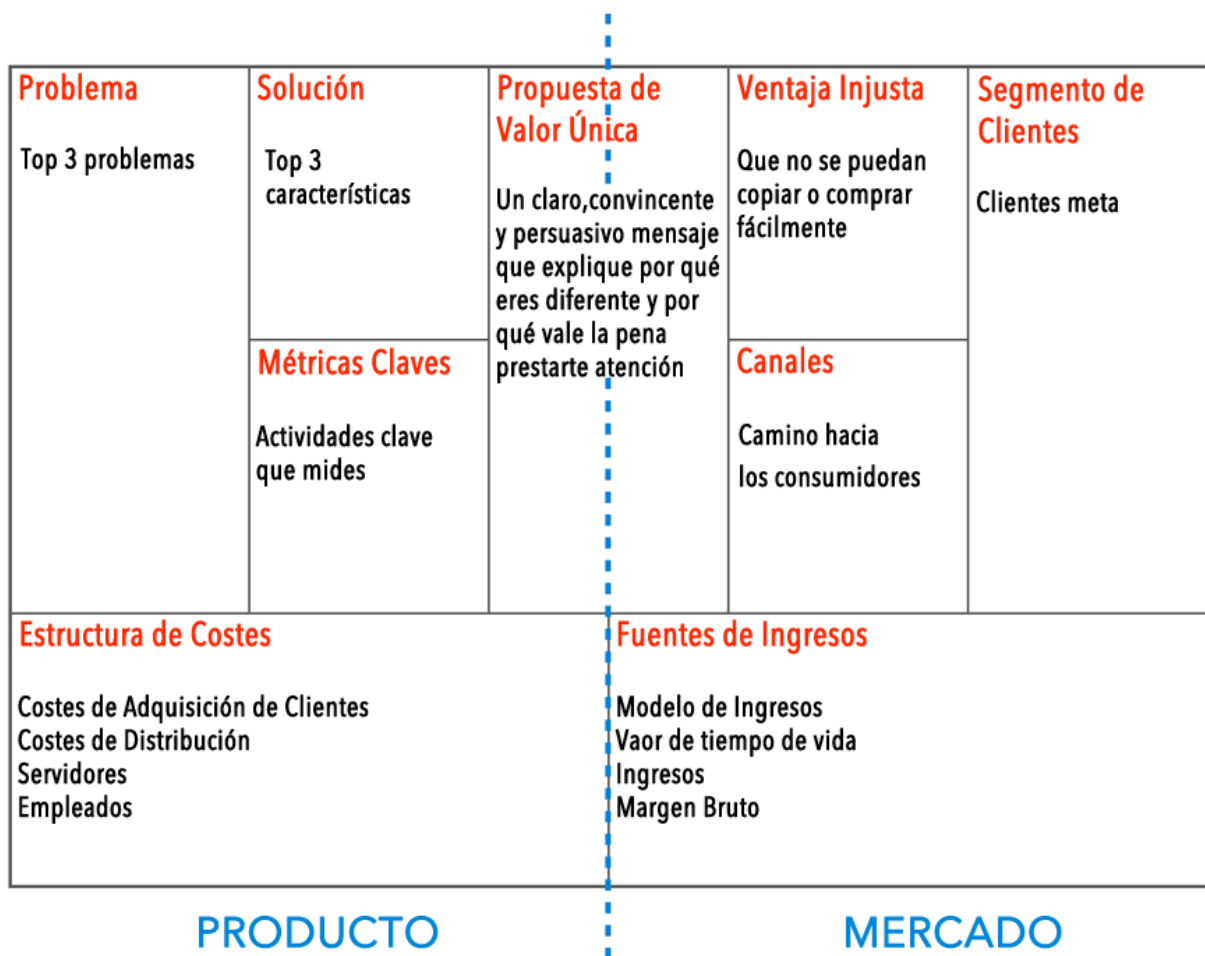 Problema
Top 3 problemas
Solución
Top 3
características
Métricas Claves
Actividades clave
que mides
Propuesta de
Valor Única
Un claro,convincente
y persuasivo mensaje
que explique por qué
eres diferente y por
qué vale la pena
prestarte atención
Ventaja Injusta
Que no se puedan
copiar o comprar
fácilmente
Canales
Camino hacia
los consumidores
Segmento de
Clientes
Clientes meta
Estructura de Costes
Costes de Adquisición de Clientes
Costes de Distribución
Servidores
Empleados
Fuentes de Ingresos
Modelo de Ingresos
Vaor de tiempo de vida
Ingresos
Margen Bruto
PRODUCTO
MERCADO